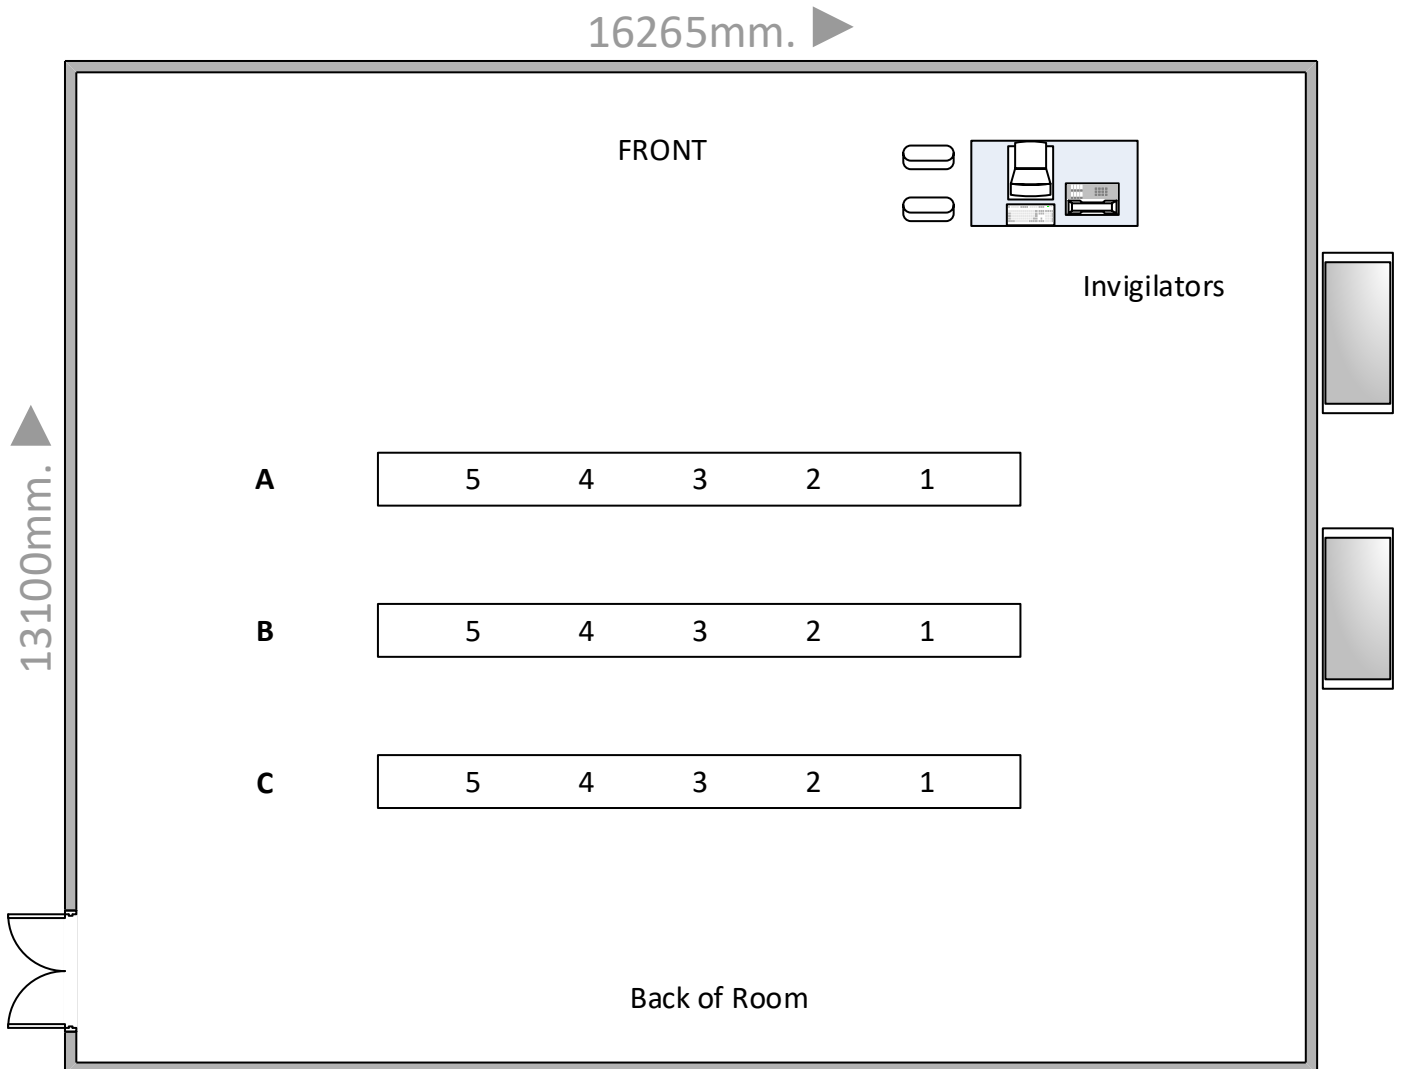 16265mm.
FRONT
Invigilators
13100mm.
A 5 4 3 2 1
B 5 4 3 2 1
C 5 4 3 2 1
Back of Room